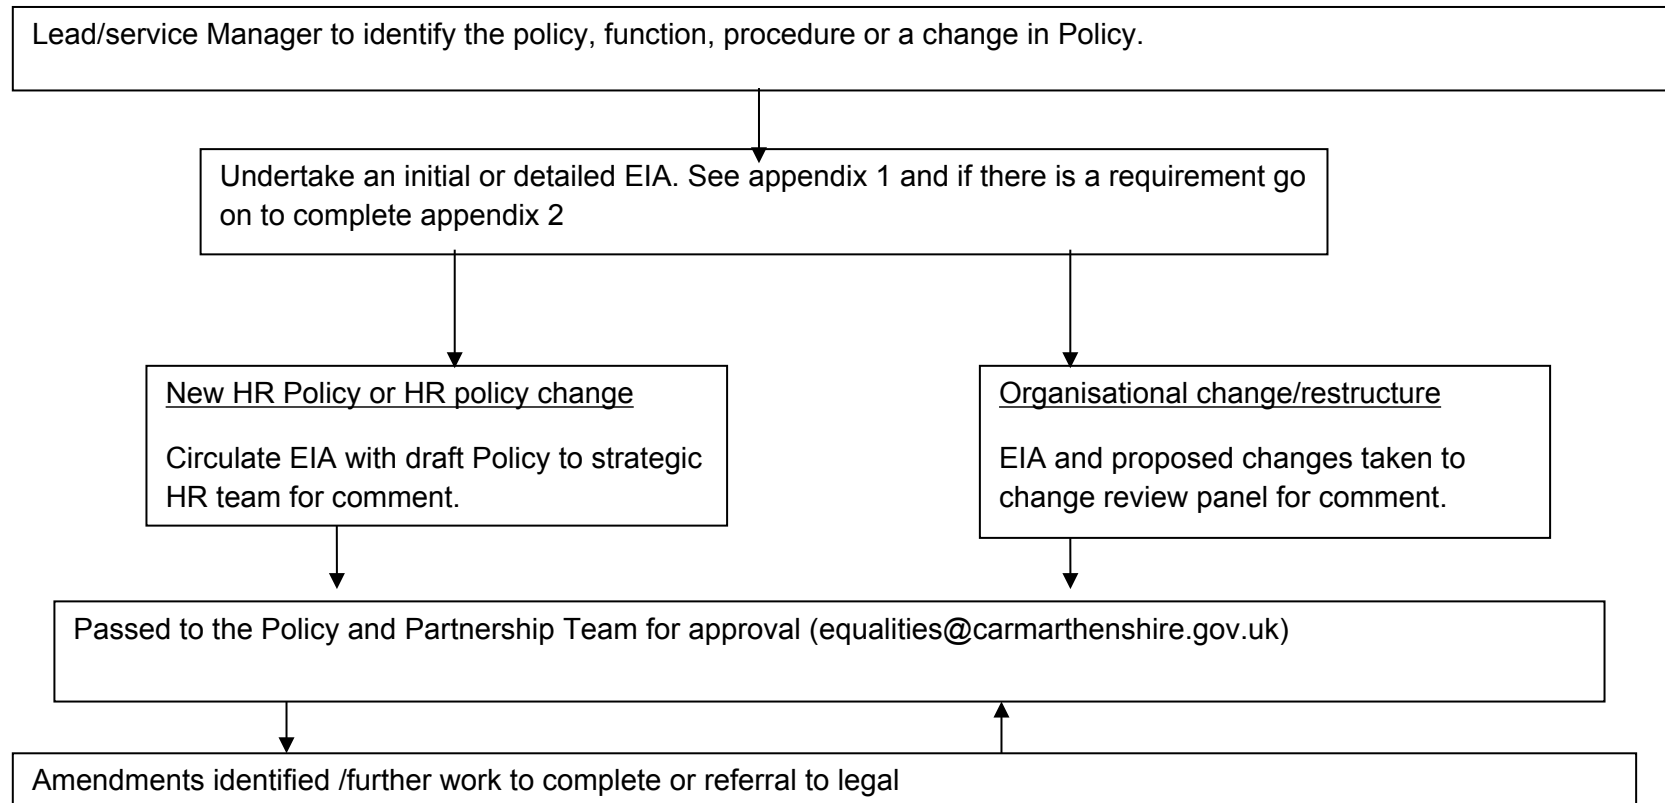 Lead/service Manager to identify the policy, function, procedure or a change in Policy.
Undertake an initial or detailed EIA. See appendix 1 and if there is a requirement go
on to complete appendix 2
New HR Policy or HR policy change
Circulate EIA with draft Policy to strategic
HR team for comment.
Organisational change/restructure
EIA and proposed changes taken to
change review panel for comment.
Passed to the Policy and Partnership Team for approval (equalities@carmarthenshire.gov.uk)
Amendments identified /further work to complete or referral to legal